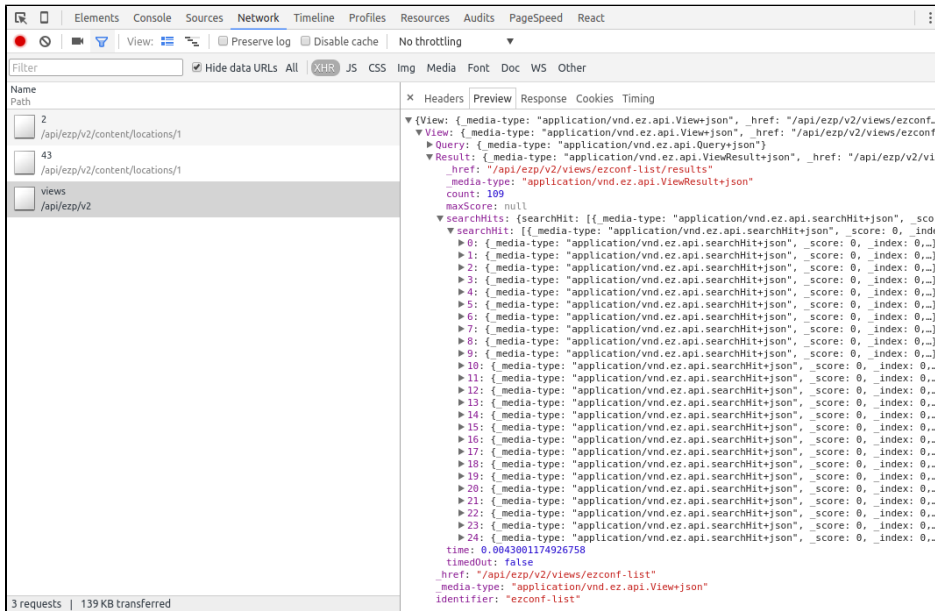 Elements Console Sources Network Timeline Profiles Resources Audits PageSpeed React
View: Preserve log Disable cache No throttling ▼
Filter Hide data URLs All XHR JS CSS Img Media Font Doc WS Other
Name
Path
2
/api/ezp/v2/content/locations/1
43
/api/ezp/v2/content/locations/1
views
/api/ezp/v2
3 requests | 139 KB transferred
× Headers Preview Response Cookies Timing
▼{View: {_media-type: "application/vnd.ez.api.View+json", _href: "/api/ezp/v2/views/ezconf…
▼View: {_media-type: "application/vnd.ez.api.View+json", _href: "/api/ezp/v2/views/ezconf…
▶Query: {_media-type: "application/vnd.ez.api.Query+json"}
▼Result: {_media-type: "application/vnd.ez.api.ViewResult+json", _href: "/api/ezp/v2/vi
_href: "/api/ezp/v2/views/ezconf-list/results"
_media-type: "application/vnd.ez.api.ViewResult+json"
count: 109
maxScore: null
▼searchHits: {searchHit: [{_media-type: "application/vnd.ez.api.searchHit+json", _sco
▼searchHit: [{_media-type: "application/vnd.ez.api.searchHit+json", _score: 0, _inde
▶0: {_media-type: "application/vnd.ez.api.searchHit+json", _score: 0, _index: 0,…}
▶1: {_media-type: "application/vnd.ez.api.searchHit+json", _score: 0, _index: 0,…}
▶2: {_media-type: "application/vnd.ez.api.searchHit+json", _score: 0, _index: 0,…}
▶3: {_media-type: "application/vnd.ez.api.searchHit+json", _score: 0, _index: 0,…}
▶4: {_media-type: "application/vnd.ez.api.searchHit+json", _score: 0, _index: 0,…}
▶5: {_media-type: "application/vnd.ez.api.searchHit+json", _score: 0, _index: 0,…}
▶6: {_media-type: "application/vnd.ez.api.searchHit+json", _score: 0, _index: 0,…}
▶7: {_media-type: "application/vnd.ez.api.searchHit+json", _score: 0, _index: 0,…}
▶8: {_media-type: "application/vnd.ez.api.searchHit+json", _score: 0, _index: 0,…}
▶9: {_media-type: "application/vnd.ez.api.searchHit+json", _score: 0, _index: 0,…}
▶10: {_media-type: "application/vnd.ez.api.searchHit+json", _score: 0, _index: 0,…
▶11: {_media-type: "application/vnd.ez.api.searchHit+json", _score: 0, _index: 0,…
▶12: {_media-type: "application/vnd.ez.api.searchHit+json", _score: 0, _index: 0,…
▶13: {_media-type: "application/vnd.ez.api.searchHit+json", _score: 0, _index: 0,…
▶14: {_media-type: "application/vnd.ez.api.searchHit+json", _score: 0, _index: 0,…
▶15: {_media-type: "application/vnd.ez.api.searchHit+json", _score: 0, _index: 0,…
▶16: {_media-type: "application/vnd.ez.api.searchHit+json", _score: 0, _index: 0,…
▶17: {_media-type: "application/vnd.ez.api.searchHit+json", _score: 0, _index: 0,…
▶18: {_media-type: "application/vnd.ez.api.searchHit+json", _score: 0, _index: 0,…
▶19: {_media-type: "application/vnd.ez.api.searchHit+json", _score: 0, _index: 0,…
▶20: {_media-type: "application/vnd.ez.api.searchHit+json", _score: 0, _index: 0,…
▶21: {_media-type: "application/vnd.ez.api.searchHit+json", _score: 0, _index: 0,…
▶22: {_media-type: "application/vnd.ez.api.searchHit+json", _score: 0, _index: 0,…
▶23: {_media-type: "application/vnd.ez.api.searchHit+json", _score: 0, _index: 0,…
▶24: {_media-type: "application/vnd.ez.api.searchHit+json", _score: 0, _index: 0,…
time: 0.0043001174926758
timedOut: false
_href: "/api/ezp/v2/views/ezconf-list"
_media-type: "application/vnd.ez.api.View+json"
identifier: "ezconf-list"